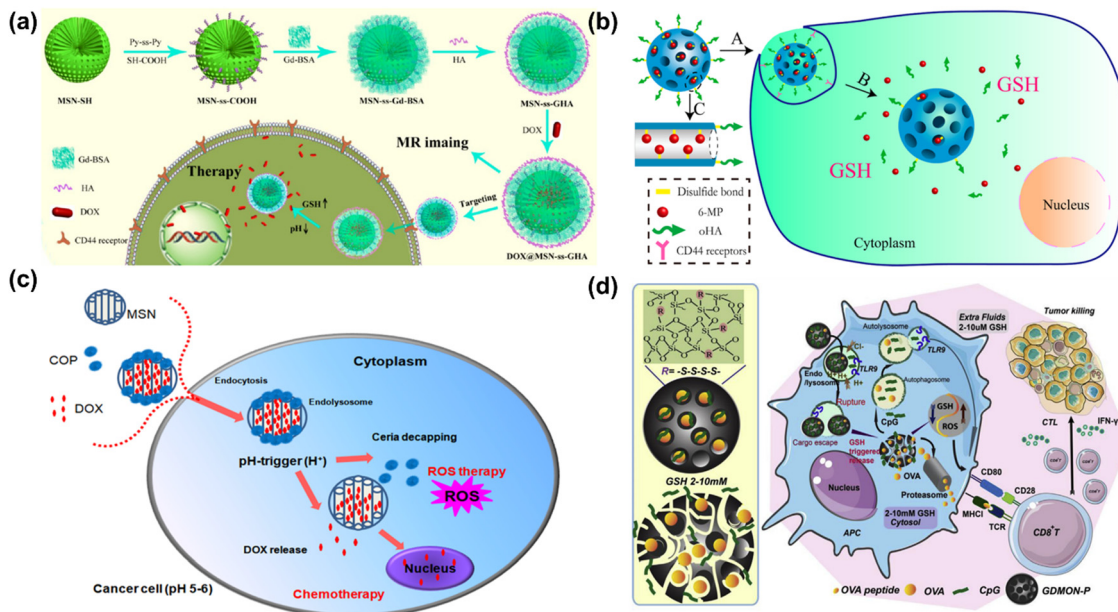 (a)
Py-ss-Py
SH-COOH
Gd-BSA
HA
MSN-SH
MSN-ss-COOH
MSN-ss-Gd-BSA
MSN-ss-GHA
DOX
MR imaing
Therapy
Gd-BSA
HA
DOX
CD44 receptor
GSH ↑
pH↓
Targeting
DOX@MSN-ss-GHA
(b)
A
B
C
GSH
GSH
Disulfide bond
6-MP
oHA
CD44 receptors
Nucleus
Cytoplasm
(c)
MSN
COP
DOX
Cytoplasm
Endocytosis
Endolysosome
Ceria decapping
pH-trigger (H⁺)
ROS therapy
ROS
DOX release
Nucleus
Chemotherapy
Cancer cell (pH 5-6)
(d)
R= -S-S-S-S-
GSH 2-10mM
Autolysosome
Extra Fluids
2-10uM GSH
Tumor killing
Cl-
TLR9
TLR9
Endo
/lysosome
H+
H+
Autophagosome
Rupture
CpG
GSH
ROS
CTL
IFN-γ
Cargo escape
GSH
triggered
release
OVA
Proteasome
CD80
CD28
Nucleus
2-10mM GSH
Cytosol
MHCI
TCR
APC
CD8⁺T
OVA peptide
OVA
CpG
GDMON-P